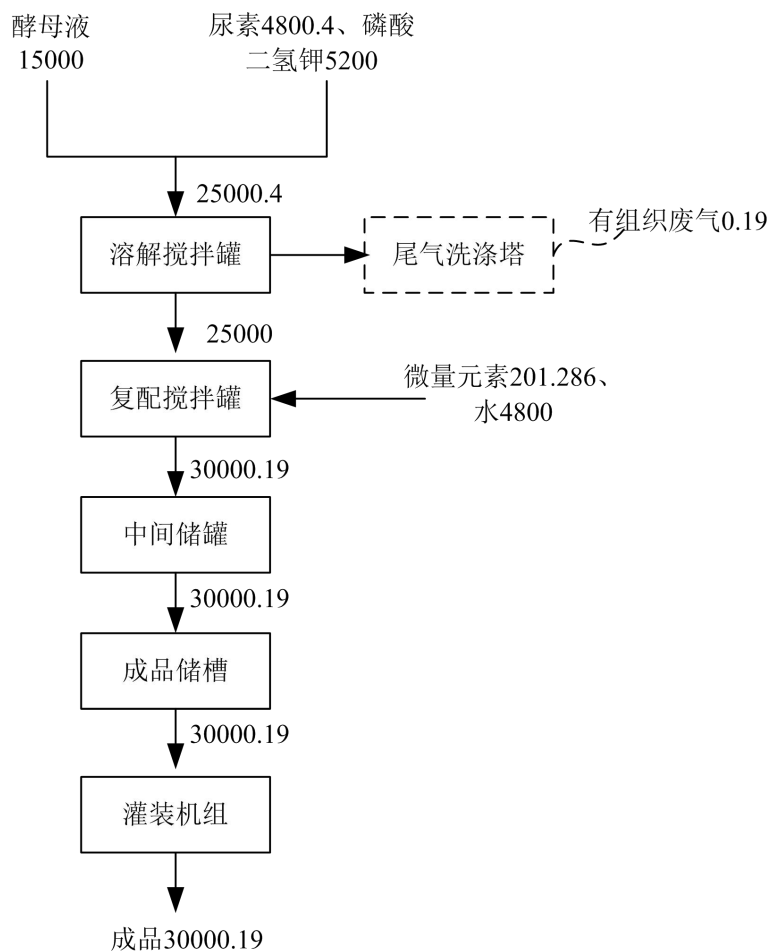 酵母液
15000
尿素4800.4、磷酸
二氢钾5200
25000.4
溶解搅拌罐
尾气洗涤塔
有组织废气0.19
25000
复配搅拌罐
微量元素201.286、
水4800
30000.19
中间储罐
30000.19
成品储槽
30000.19
灌装机组
成品30000.19